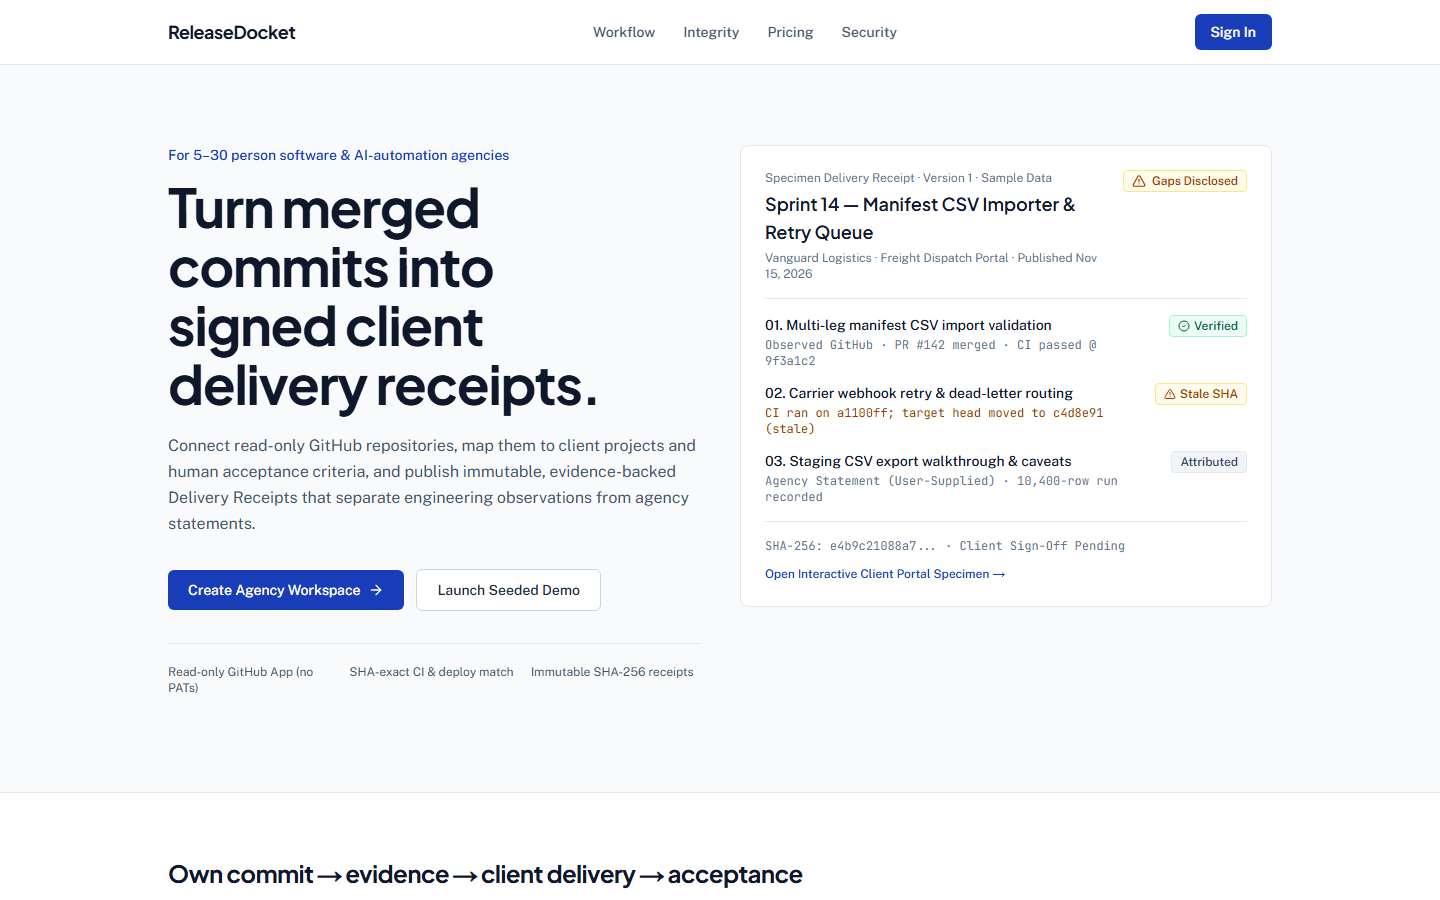 ReleaseDocket
Workflow
Integrity
Pricing
Security
Sign In
For 5–30 person software & AI-automation agencies
Turn merged
commits into
signed client
delivery receipts.
Connect read-only GitHub repositories, map them to client projects and
human acceptance criteria, and publish immutable, evidence-backed
Delivery Receipts that separate engineering observations from agency
statements.
Create Agency Workspace →
Launch Seeded Demo
Read-only GitHub App (no
PATs)
SHA-exact CI & deploy match
Immutable SHA-256 receipts
Specimen Delivery Receipt · Version 1 · Sample Data
Gaps Disclosed
Sprint 14 — Manifest CSV Importer &
Retry Queue
Vanguard Logistics · Freight Dispatch Portal · Published Nov
15, 2026
01. Multi-leg manifest CSV import validation
Verified
Observed GitHub · PR #142 merged · CI passed @
9f3a1c2
02. Carrier webhook retry & dead-letter routing
Stale SHA
CI ran on a1100ff; target head moved to c4d8e91
(stale)
03. Staging CSV export walkthrough & caveats
Attributed
Agency Statement (User-Supplied) · 10,400-row run
recorded
SHA-256: e4b9c21088a7... · Client Sign-Off Pending
Open Interactive Client Portal Specimen →
Own commit → evidence → client delivery → acceptance